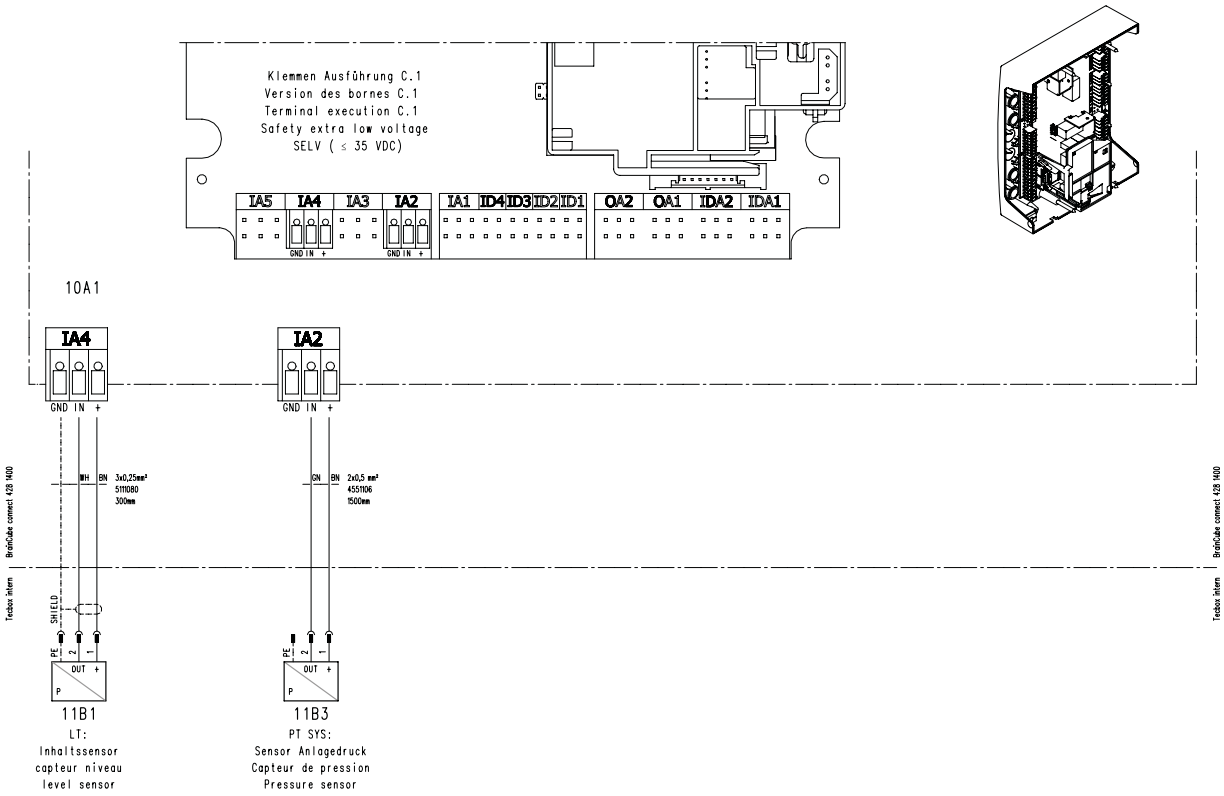 Klemmen Ausführung C.1
Version des bornes C.1
Terminal execution C.1
Safety extra low voltage
SELV ( ≤ 35 VDC)
IA5 IA4 IA3 IA2 IA1 ID4 ID3 ID2 ID1 OA2 OA1 IDA2 IDA1
GND IN + GND IN +
10A1
IA4 IA2
GND IN + GND IN +
WH BN 3x0,25mm²
5111080
300mm
GN BN 2x0,5 mm²
4551106
1500mm
BrainCube connect 428 1400
BrainCube connect 428 1400
Tecbox intern
Tecbox intern
SHIELD
PE 2 1
PE 2 1
OUT +
P
OUT +
P
11B1
LT:
Inhaltssensor
capteur niveau
level sensor
11B3
PT SYS:
Sensor Anlagedruck
Capteur de pression
Pressure sensor